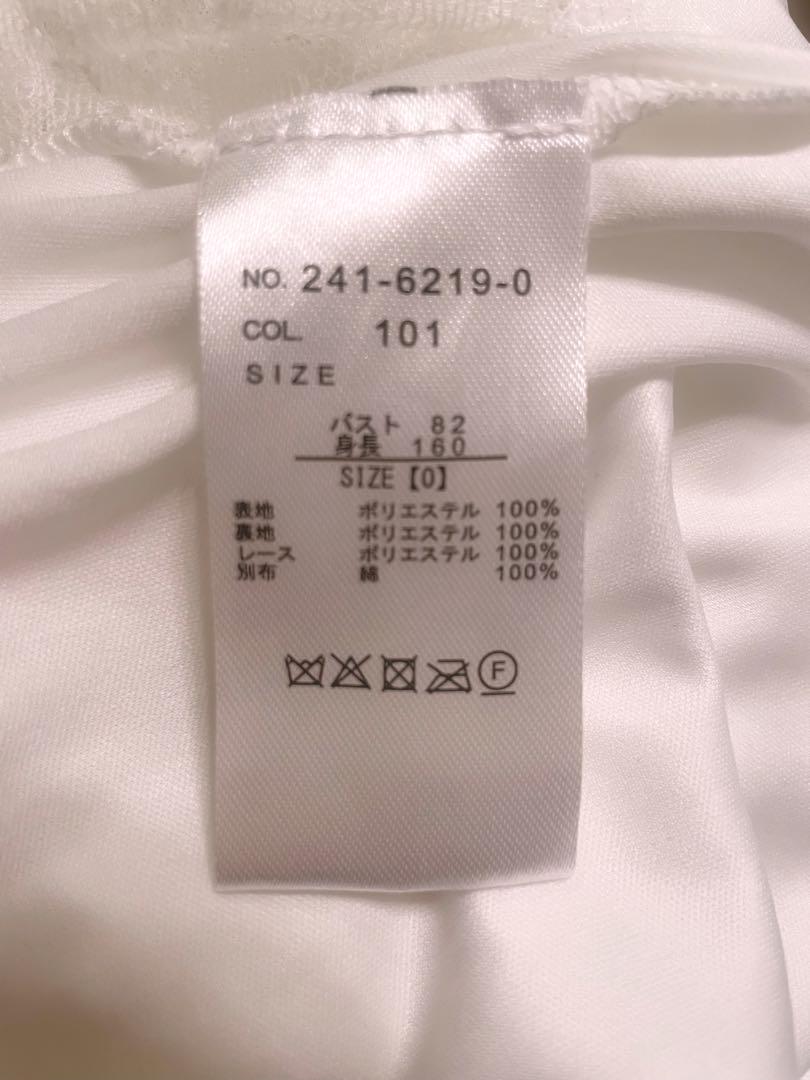 NO. 241-6219-0
COL. 101
SIZE
バスト 82
身長 160
SIZE【0】
表地 ポリエステル 100%
裏地 ポリエステル 100%
レース ポリエステル 100%
別布 綿 100%
F